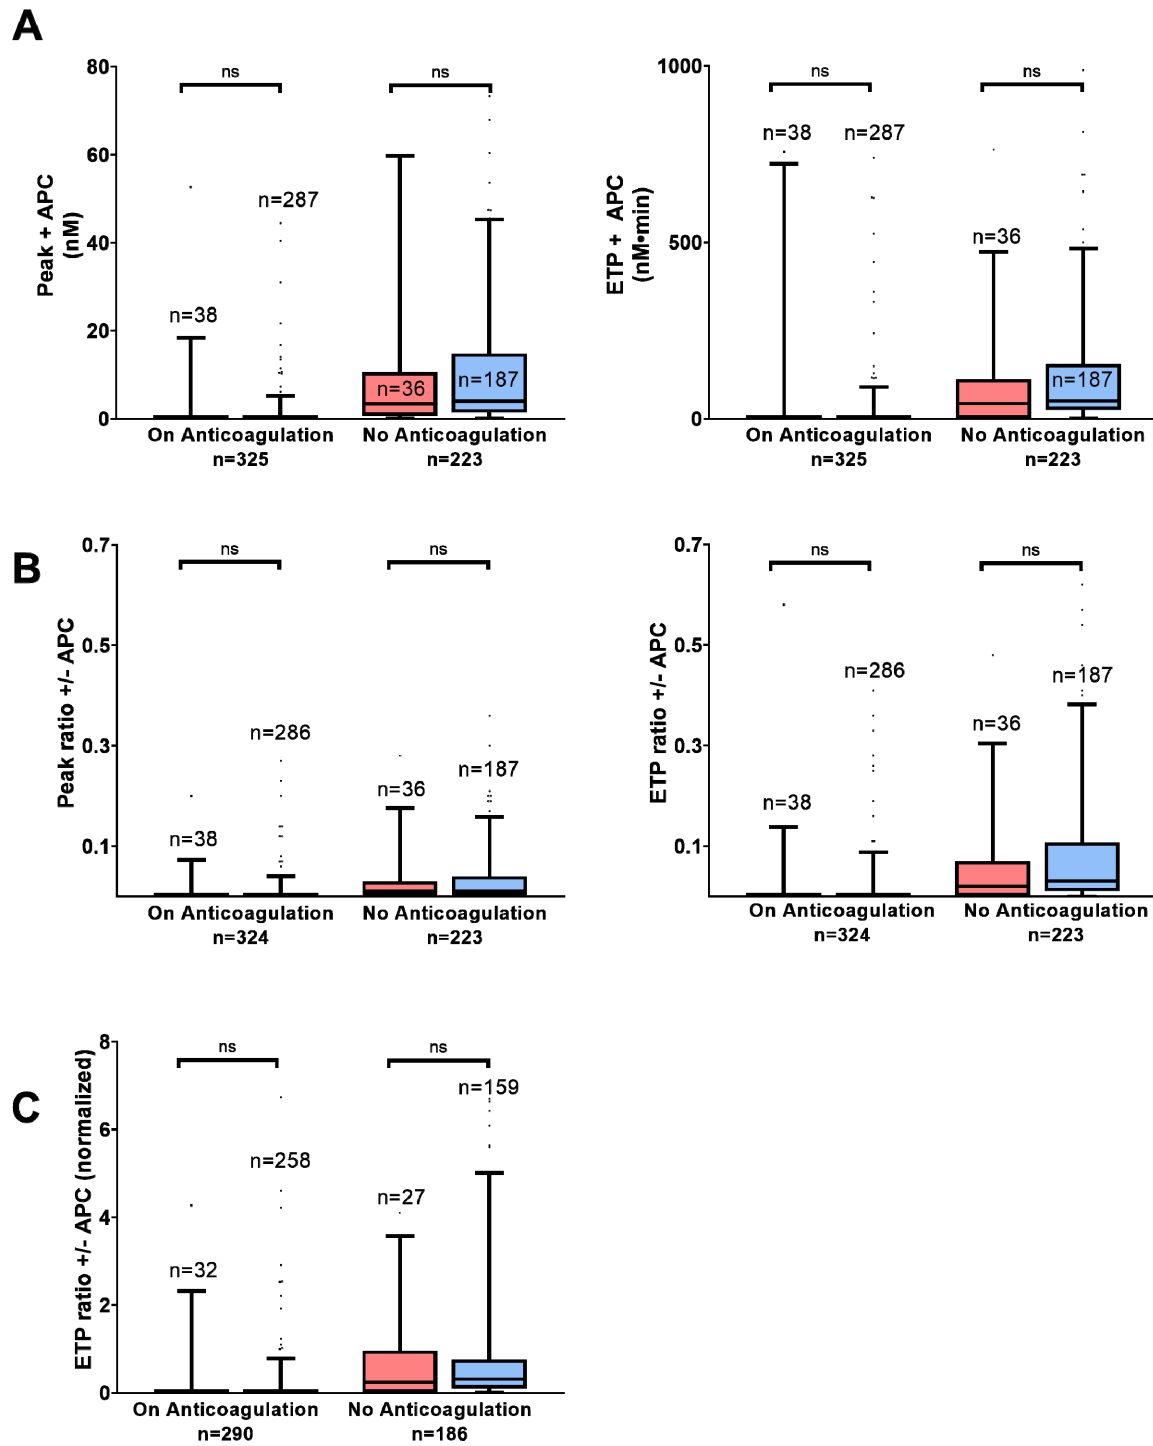 A
80
60
40
20
0
Peak + APC
(nM)
ns
ns
n=38
n=287
n=36
n=187
On Anticoagulation
n=325
No Anticoagulation
n=223
1000
500
0
ETP + APC
(nM•min)
ns
ns
n=38
n=287
n=36
n=187
On Anticoagulation
n=325
No Anticoagulation
n=223
B
0.7
0.5
0.3
0.1
Peak ratio +/- APC
ns
ns
n=38
n=286
n=36
n=187
On Anticoagulation
n=324
No Anticoagulation
n=223
0.7
0.5
0.3
0.1
ETP ratio +/- APC
ns
ns
n=38
n=286
n=36
n=187
On Anticoagulation
n=324
No Anticoagulation
n=223
C
8
6
4
2
0
ETP ratio +/- APC (normalized)
ns
ns
n=32
n=258
n=27
n=159
On Anticoagulation
n=290
No Anticoagulation
n=186